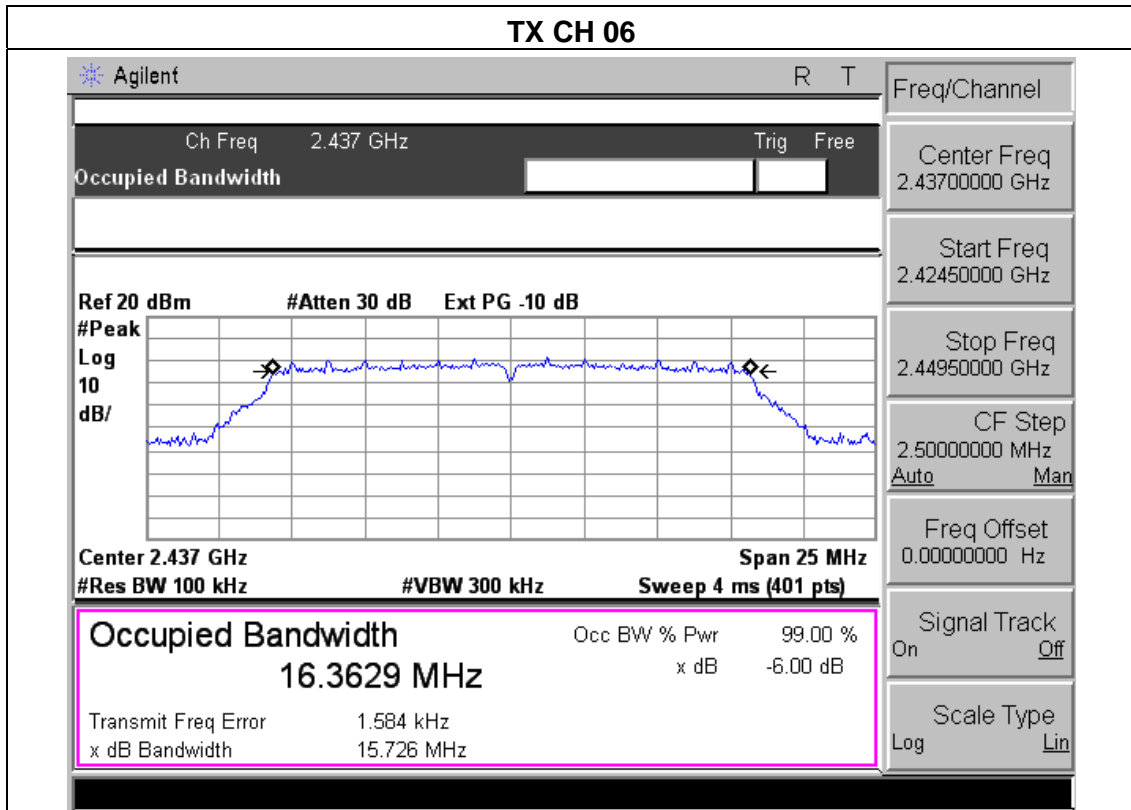 TX CH 06
Agilent R T
Freq/Channel
Ch Freq 2.437 GHz Trig Free
Occupied Bandwidth
Center Freq
2.43700000 GHz
Start Freq
2.42450000 GHz
Stop Freq
2.44950000 GHz
CF Step
2.50000000 MHz
Auto Man
Freq Offset
0.00000000 Hz
Signal Track
On Off
Scale Type
Log Lin
Ref 20 dBm #Atten 30 dB Ext PG -10 dB
#Peak
Log
10
dB/
Center 2.437 GHz Span 25 MHz
#Res BW 100 kHz #VBW 300 kHz Sweep 4 ms (401 pts)
Occupied Bandwidth Occ BW % Pwr 99.00 %
16.3629 MHz x dB -6.00 dB
Transmit Freq Error 1.584 kHz
x dB Bandwidth 15.726 MHz